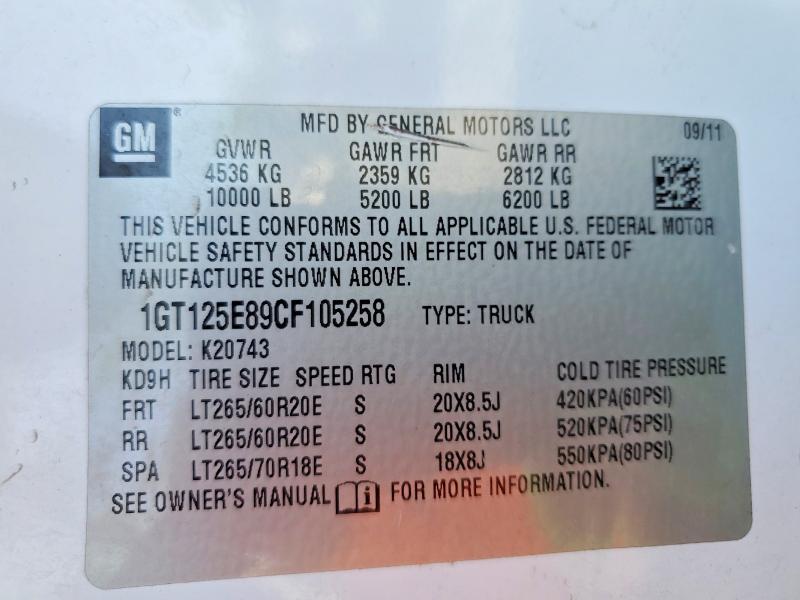 GM®
MFD BY GENERAL MOTORS LLC 09/11
GVWR GAWR FRT GAWR RR
4536 KG 2359 KG 2812 KG
10000 LB 5200 LB 6200 LB
THIS VEHICLE CONFORMS TO ALL APPLICABLE U.S. FEDERAL MOTOR
VEHICLE SAFETY STANDARDS IN EFFECT ON THE DATE OF
MANUFACTURE SHOWN ABOVE.
1GT125E89CF105258 TYPE: TRUCK
MODEL: K20743
KD9H TIRE SIZE SPEED RTG RIM COLD TIRE PRESSURE
FRT LT265/60R20E S 20X8.5J 420KPA(60PSI)
RR LT265/60R20E S 20X8.5J 520KPA(75PSI)
SPA LT265/70R18E S 18X8J 550KPA(80PSI)
SEE OWNER'S MANUAL i FOR MORE INFORMATION.